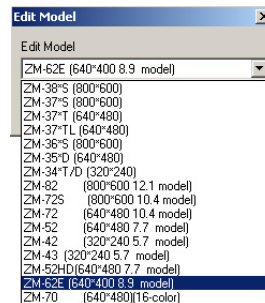 Edit Model
Edit Model
ZM-62E (640*400 8.9 model)
ZM-38*S (800*600)
ZM-37*S (800*600)
ZM-37*T (640*480)
ZM-37*TL (640*480)
ZM-36*S (800*600)
ZM-35*D (640*480)
ZM-34*T/D (320*240)
ZM-82 (800*600 12.1 model)
ZM-72S (800*600 10.4 model)
ZM-72 (640*480 10.4 model)
ZM-52 (640*480 7.7 model)
ZM-42 (320*240 5.7 model)
ZM-43 (320*240 5.7 model)
ZM-52HD(640*480 7.7 model)
ZM-62E (640*400 8.9 model)
ZM-70 (640*480)(16-color)